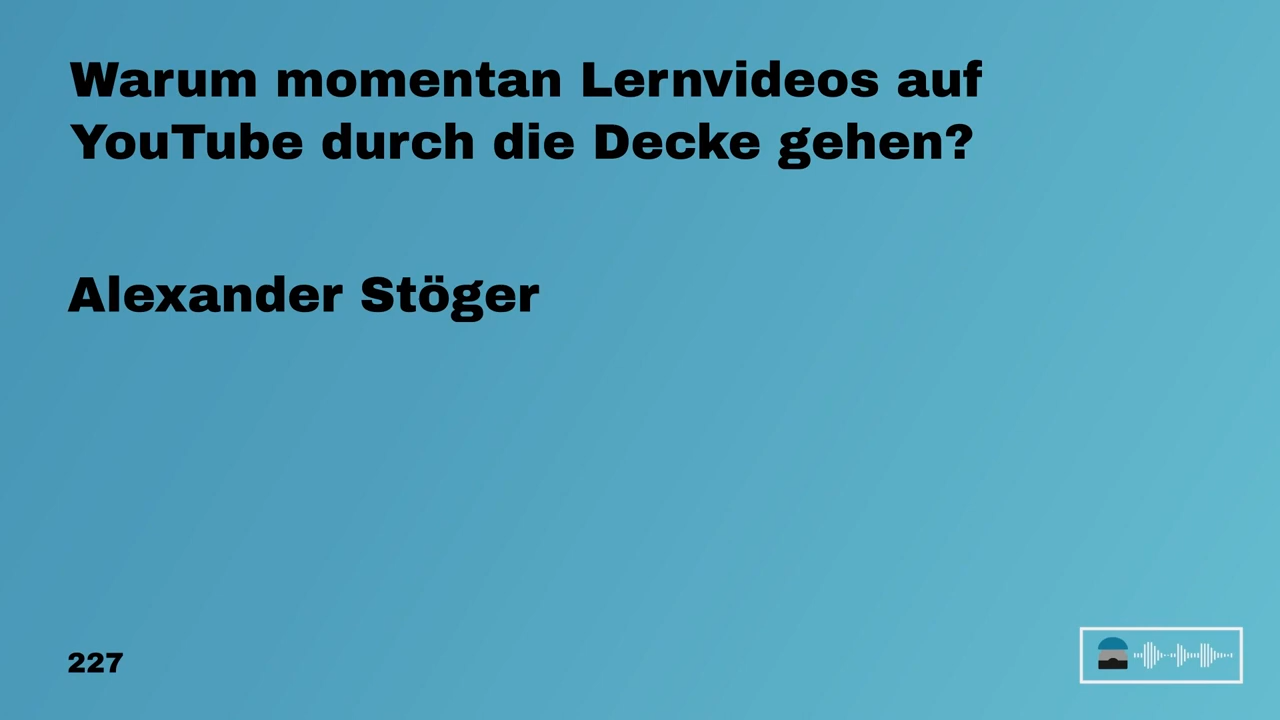 Warum momentan Lernvideos auf
YouTube durch die Decke gehen?
Alexander Stöger
227